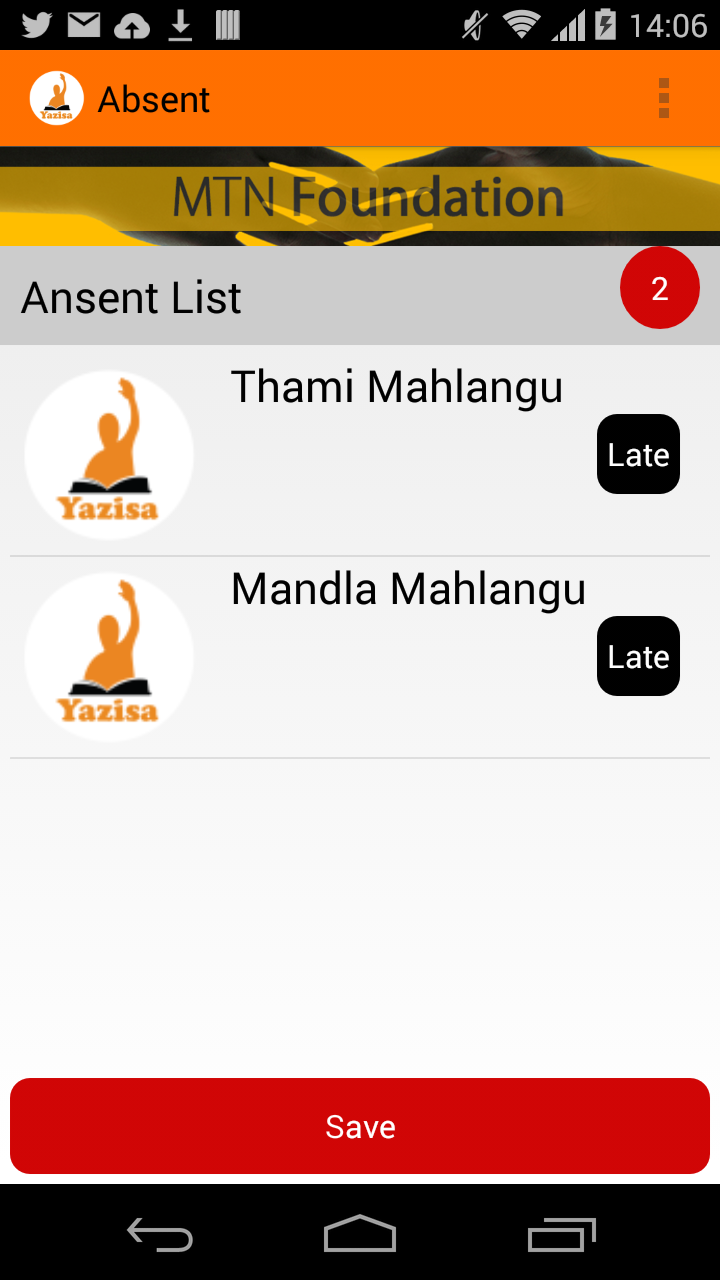 14:06
Yazisa
Absent
MTN Foundation
Ansent List
2
Thami Mahlangu
Late
Yazisa
Mandla Mahlangu
Late
Yazisa
Save